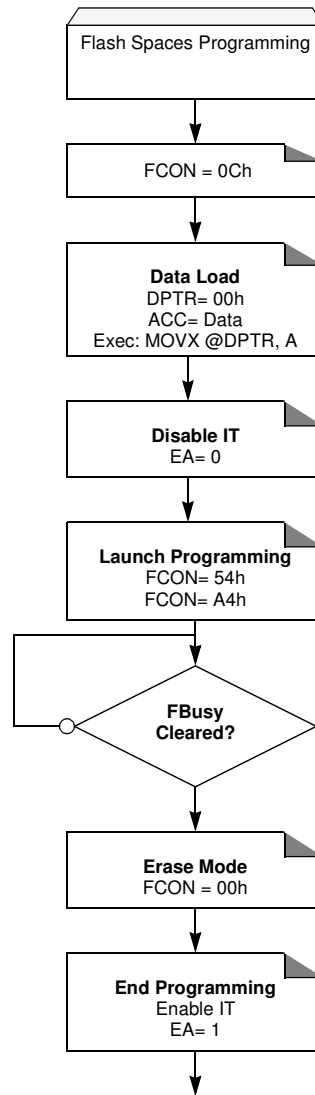 Flash Spaces Programming
FCON = 0Ch
Data Load
DPTR= 00h
ACC= Data
Exec: MOVX @DPTR, A
Disable IT
EA= 0
Launch Programming
FCON= 54h
FCON= A4h
FBusy
Cleared?
Erase Mode
FCON = 00h
End Programming
Enable IT
EA= 1